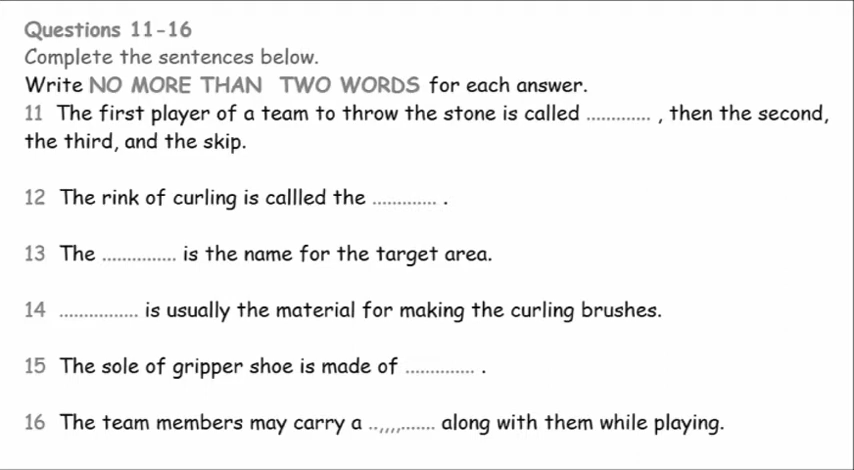 Questions 11-16
Complete the sentences below.
Write NO MORE THAN TWO WORDS for each answer.
11 The first player of a team to throw the stone is called ............. , then the second,
the third, and the skip.
12 The rink of curling is callled the ............. .
13 The ............... is the name for the target area.
14 ................ is usually the material for making the curling brushes.
15 The sole of gripper shoe is made of .............. .
16 The team members may carry a ..,,,,....... along with them while playing.